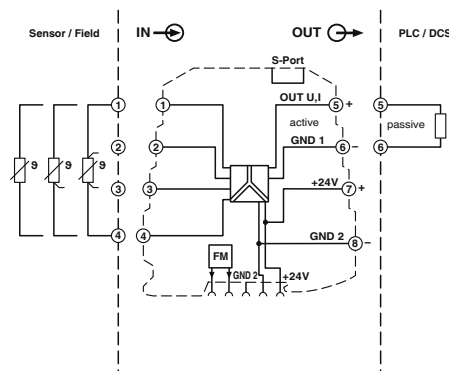 Sensor / Field
IN
OUT
PLC / DCS
S-Port
1
1
OUT U,I
5
+
5
active
passive
2
2
GND 1
6
–
6
3
3
+24V
7
+
4
4
GND 2
8
–
FM
GND 2
+24V
ϑ
ϑ
ϑ